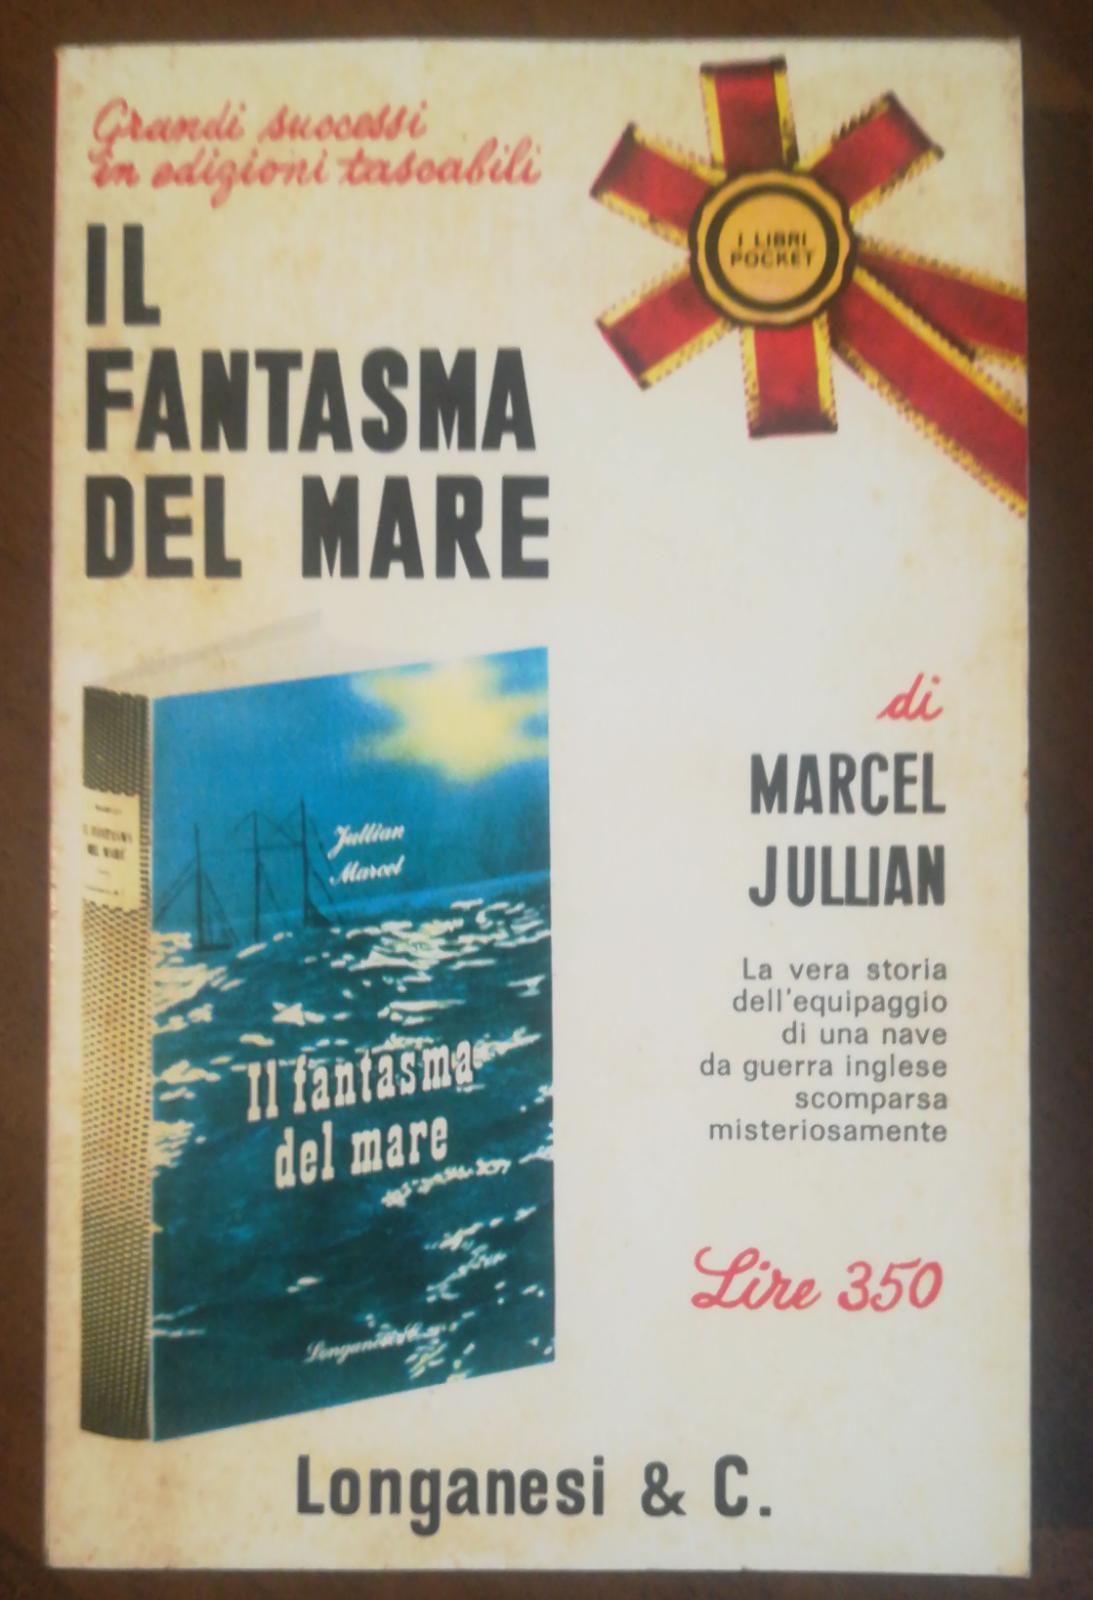 Grandi successi
in edizioni tascabili
I LIBRI
POCKET
IL
FANTASMA
DEL MARE
di
MARCEL
JULLIAN
La vera storia
dell'equipaggio
di una nave
da guerra inglese
scomparsa
misteriosamente
Lire 350
IL FANTASMA
DEL MARE
Jullian
Marcel
Il fantasma
del mare
Longanesi & C.
Longanesi & C.